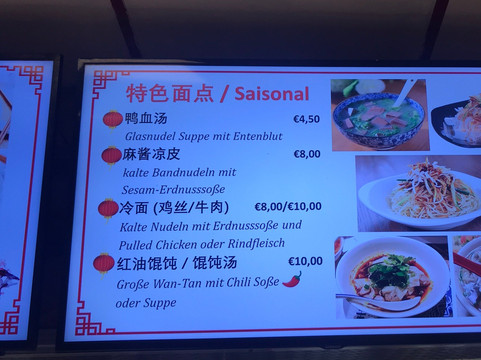 特色面点 / Saisonal
鸭血汤 €4,50
Glasnudel Suppe mit Entenblut
麻酱凉皮 €8,00
kalte Bandnudeln mit
Sesam-Erdnusssoße
冷面 (鸡丝/牛肉) €8,00/€10,00
Kalte Nudeln mit Erdnusssoße und
Pulled Chicken oder Rindfleisch
红油馄饨 / 馄饨汤 €10,00
Große Wan-Tan mit Chili Soße
oder Suppe